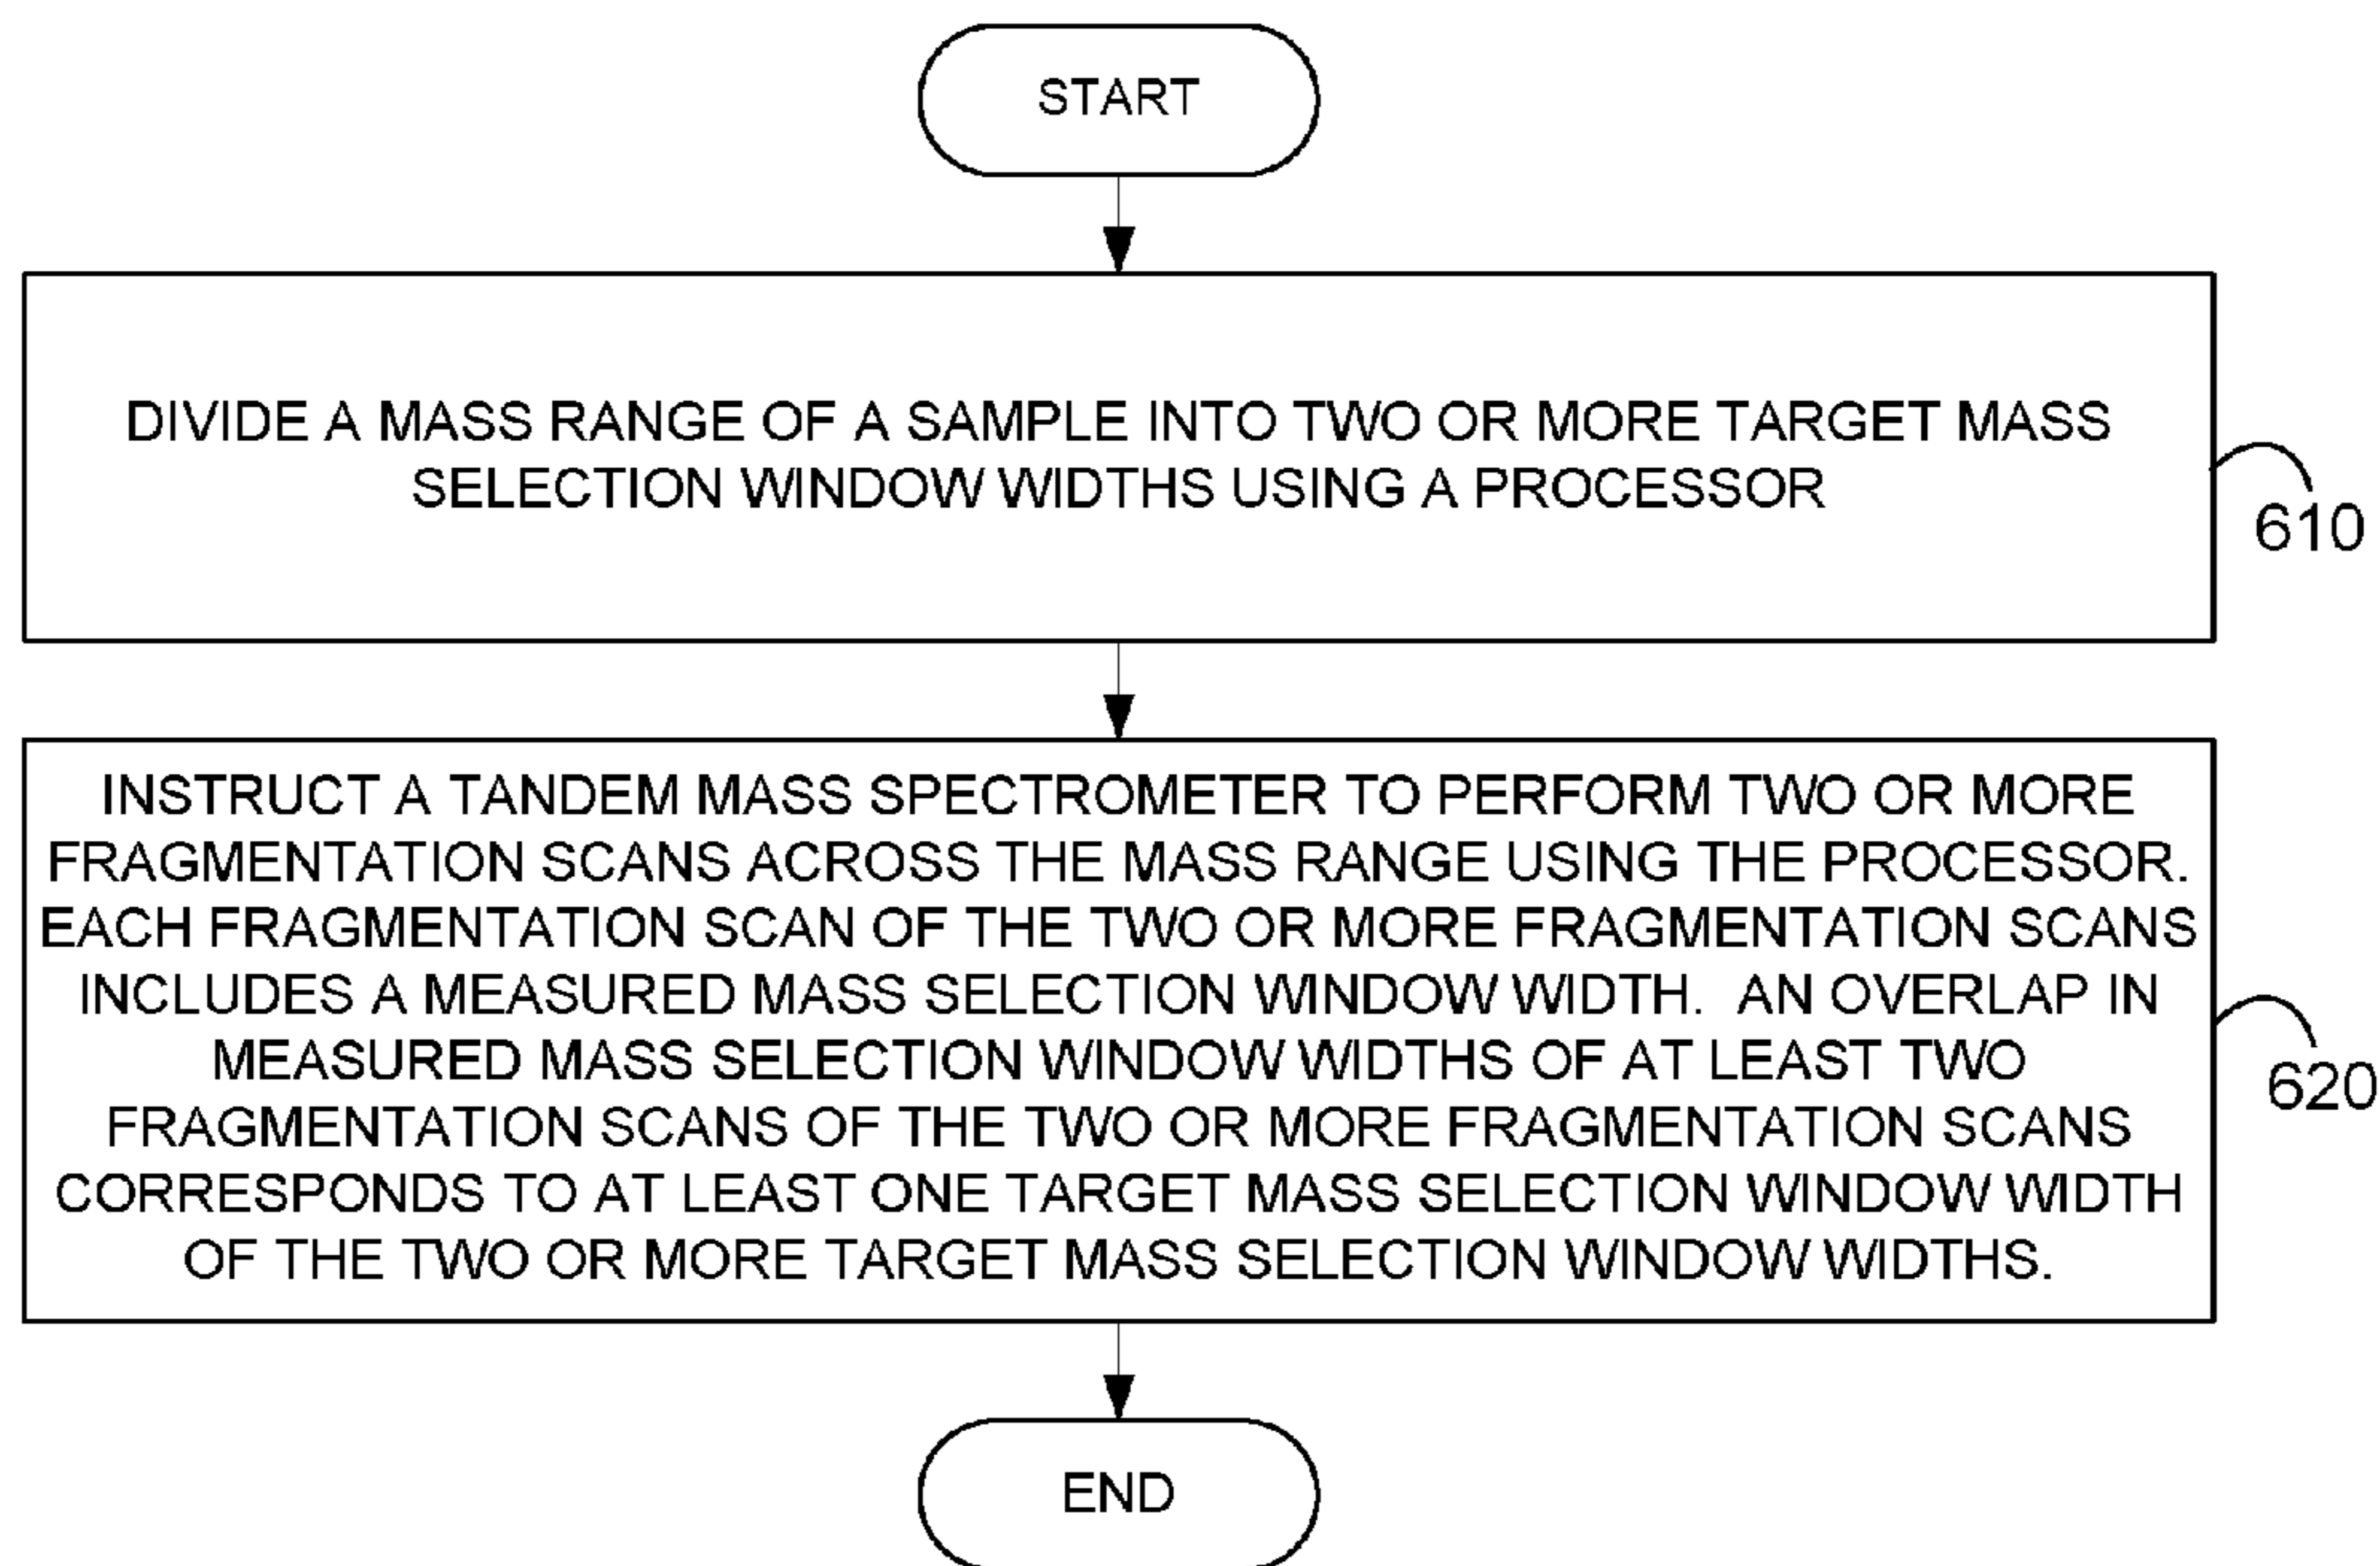 START
DIVIDE A MASS RANGE OF A SAMPLE INTO TWO OR MORE TARGET MASS
SELECTION WINDOW WIDTHS USING A PROCESSOR
610
INSTRUCT A TANDEM MASS SPECTROMETER TO PERFORM TWO OR MORE
FRAGMENTATION SCANS ACROSS THE MASS RANGE USING THE PROCESSOR.
EACH FRAGMENTATION SCAN OF THE TWO OR MORE FRAGMENTATION SCANS
INCLUDES A MEASURED MASS SELECTION WINDOW WIDTH. AN OVERLAP IN
MEASURED MASS SELECTION WINDOW WIDTHS OF AT LEAST TWO
FRAGMENTATION SCANS OF THE TWO OR MORE FRAGMENTATION SCANS
CORRESPONDS TO AT LEAST ONE TARGET MASS SELECTION WINDOW WIDTH
OF THE TWO OR MORE TARGET MASS SELECTION WINDOW WIDTHS.
620
END